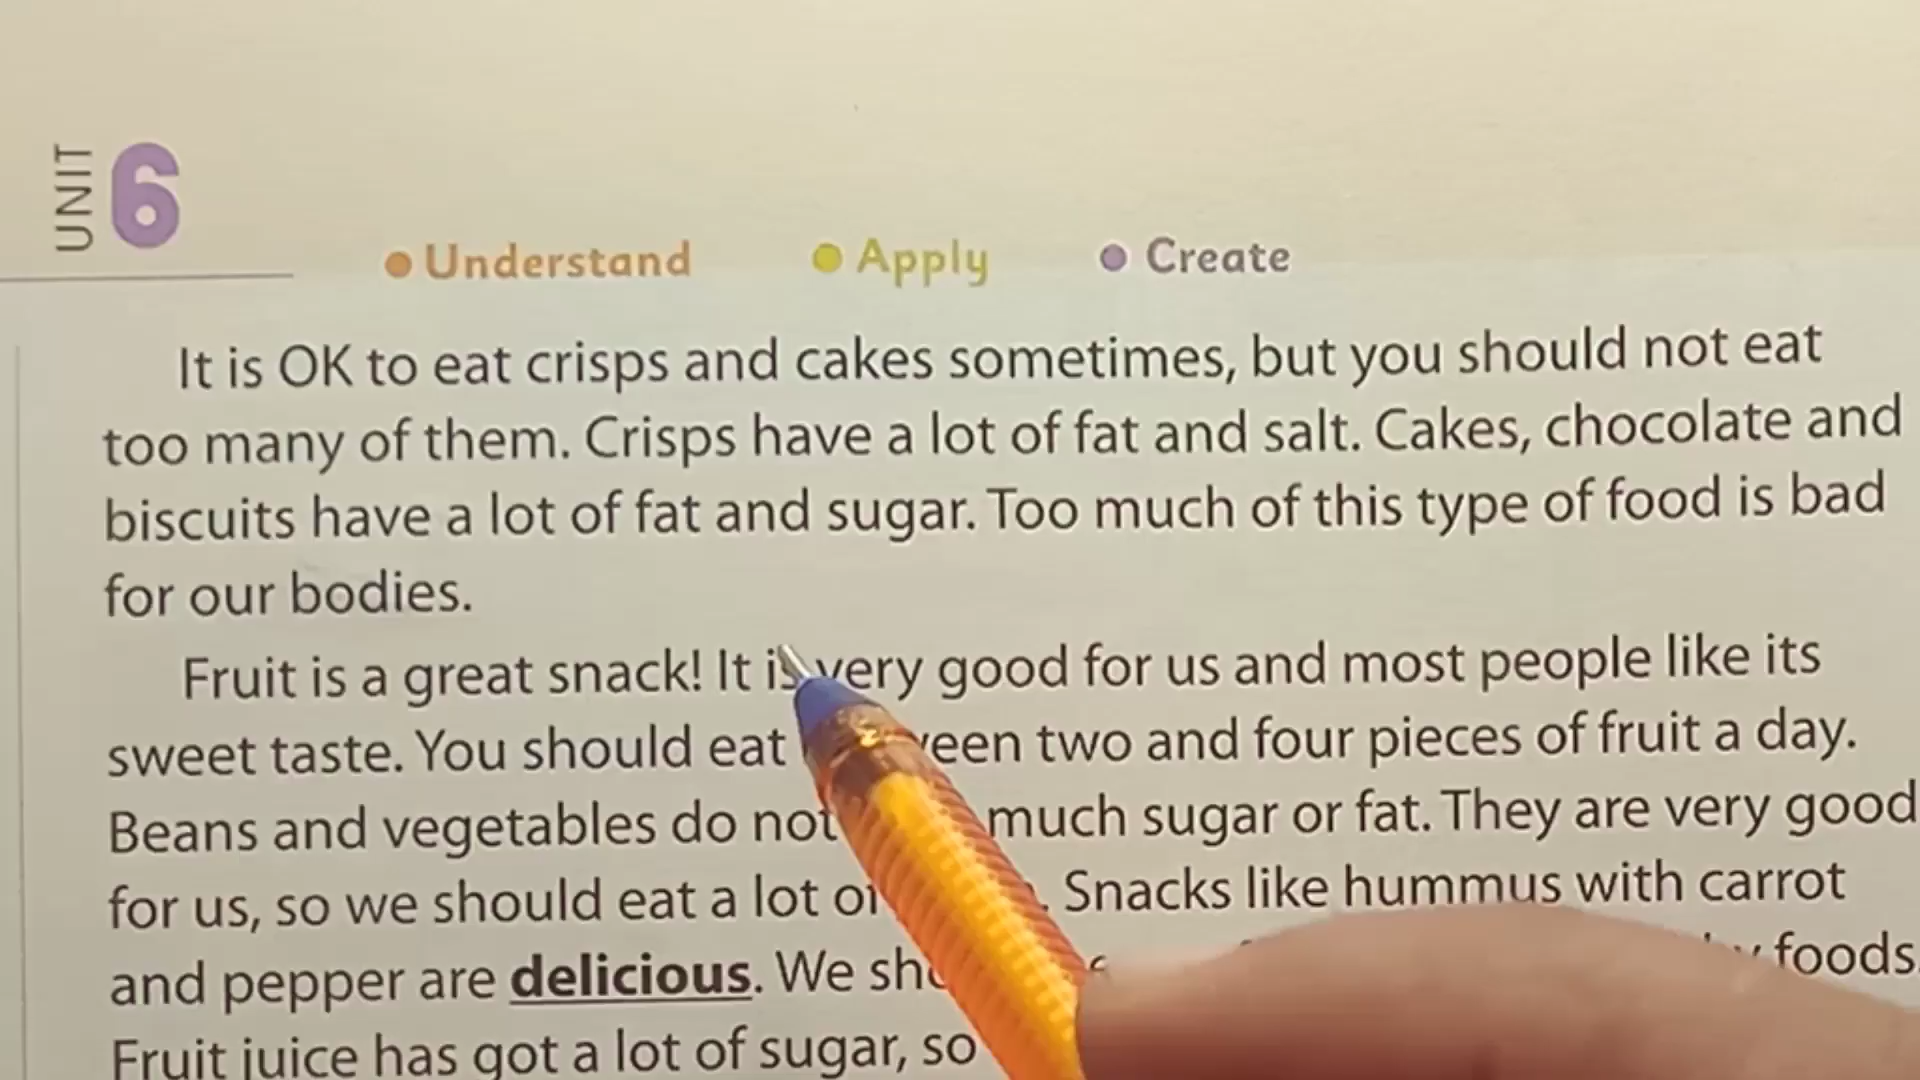 UNIT 6
Understand Apply Create
It is OK to eat crisps and cakes sometimes, but you should not eat
too many of them. Crisps have a lot of fat and salt. Cakes, chocolate and
biscuits have a lot of fat and sugar. Too much of this type of food is bad
for our bodies.
Fruit is a great snack! It is very good for us and most people like its
sweet taste. You should eat two and four pieces of fruit a day.
Beans and vegetables do not much sugar or fat. They are very good
for us, so we should eat a lot Snacks like hummus with carrot
and pepper are delicious. We foods.
Fruit juice has got a lot of sugar, so